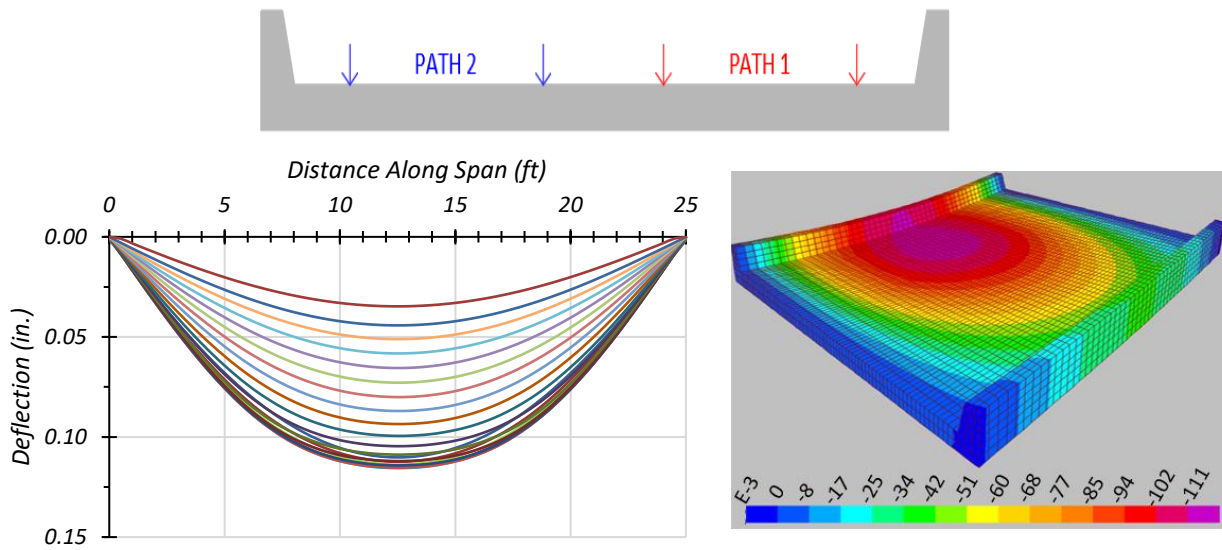 PATH 2 PATH 1
Distance Along Span (ft)
0 5 10 15 20 25
0.00
0.05
0.10
0.15
Deflection (in.)
E-3 0 -8 -17 -25 -34 -42 -51 -60 -68 -77 -85 -94 -102 -111